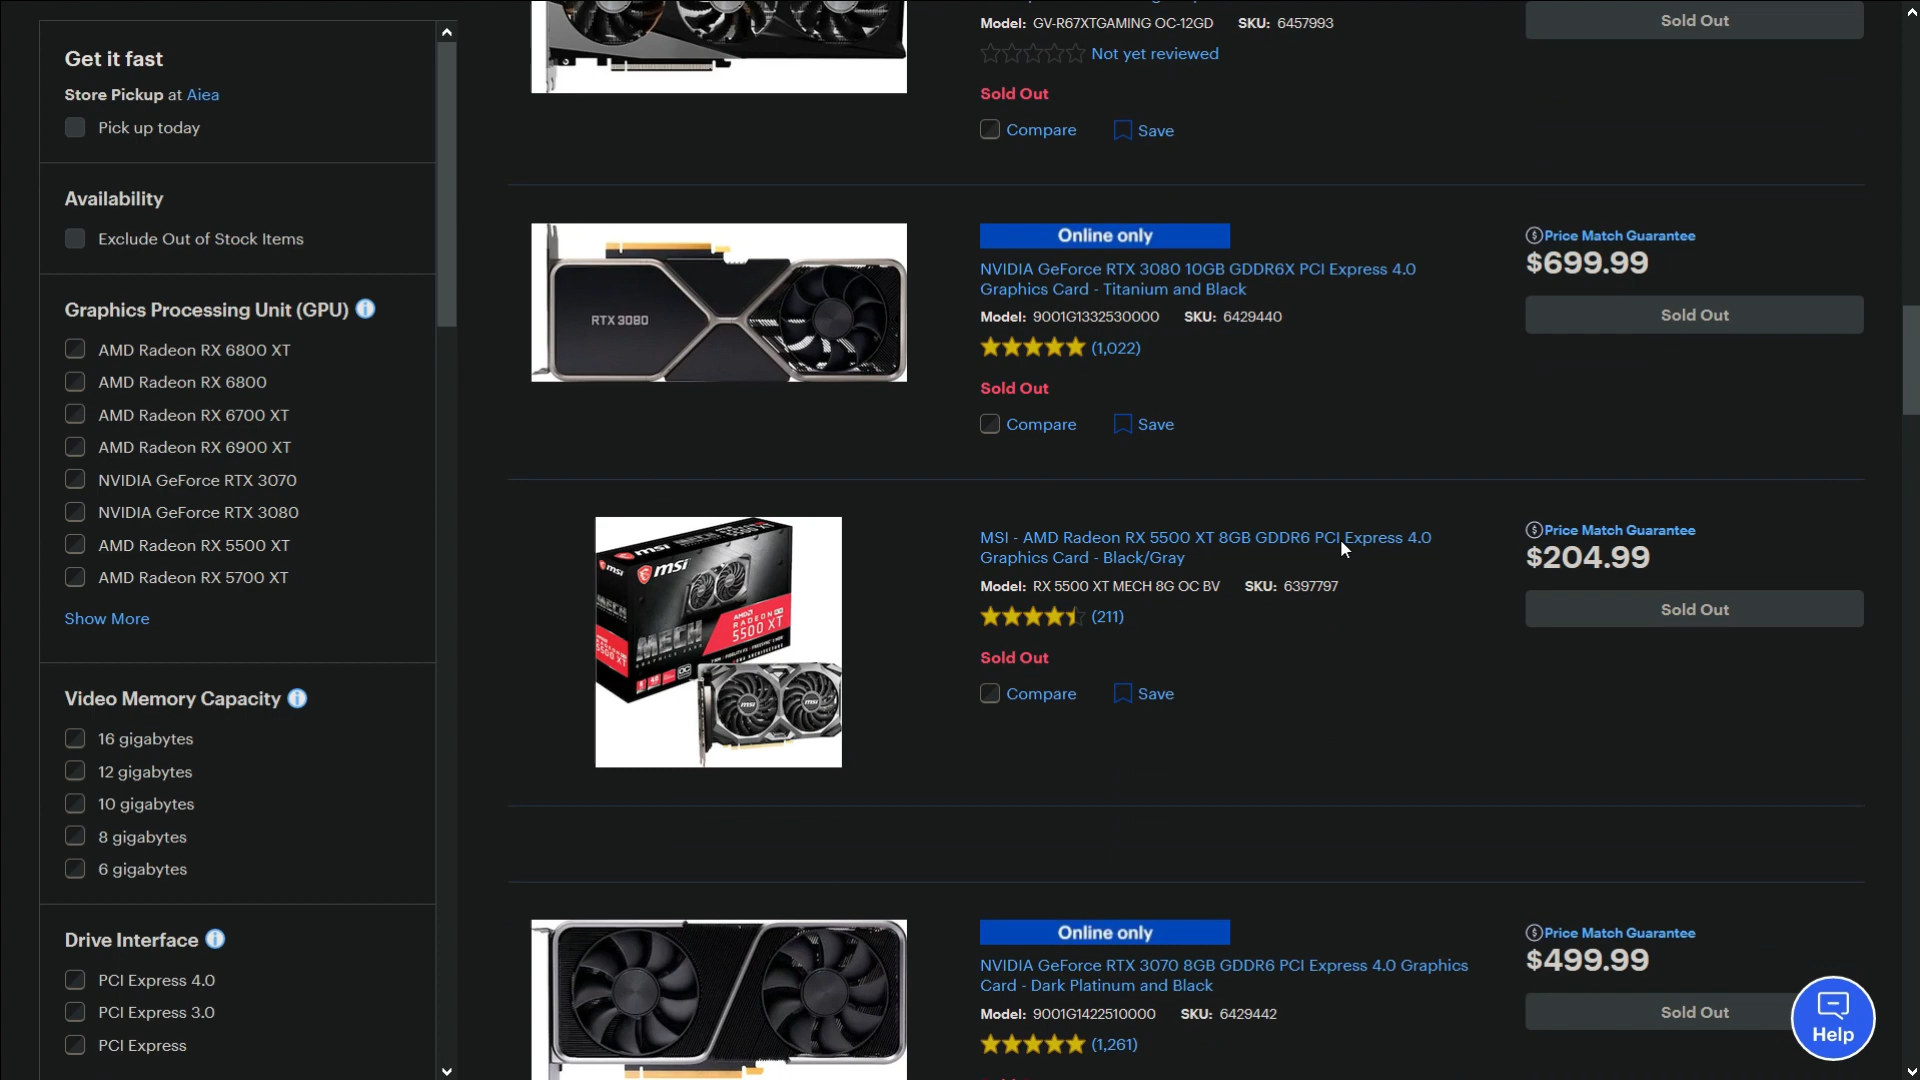 Get it fast
Store Pickup at Aiea
Pick up today
Availability
Exclude Out of Stock Items
Graphics Processing Unit (GPU)
AMD Radeon RX 6800 XT
AMD Radeon RX 6800
AMD Radeon RX 6700 XT
AMD Radeon RX 6900 XT
NVIDIA GeForce RTX 3070
NVIDIA GeForce RTX 3080
AMD Radeon RX 5500 XT
AMD Radeon RX 5700 XT
Show More
Video Memory Capacity
16 gigabytes
12 gigabytes
10 gigabytes
8 gigabytes
6 gigabytes
Drive Interface
PCI Express 4.0
PCI Express 3.0
PCI Express
Model: GV-R67XTGAMING OC-12GD SKU: 6457993
Not yet reviewed
Sold Out
Compare Save
Sold Out
RTX 3080
Online only
NVIDIA GeForce RTX 3080 10GB GDDR6X PCI Express 4.0
Graphics Card - Titanium and Black
Model: 9001G1332530000 SKU: 6429440
(1,022)
Sold Out
Compare Save
Price Match Guarantee
$699.99
Sold Out
msi
msi
MECH
AMD
RADEON
5500 XT
msi
msi
MSI - AMD Radeon RX 5500 XT 8GB GDDR6 PCI Express 4.0
Graphics Card - Black/Gray
Model: RX 5500 XT MECH 8G OC BV SKU: 6397797
(211)
Sold Out
Compare Save
Price Match Guarantee
$204.99
Sold Out
Online only
NVIDIA GeForce RTX 3070 8GB GDDR6 PCI Express 4.0 Graphics
Card - Dark Platinum and Black
Model: 9001G1422510000 SKU: 6429442
(1,261)
Price Match Guarantee
$499.99
Sold Out
Help